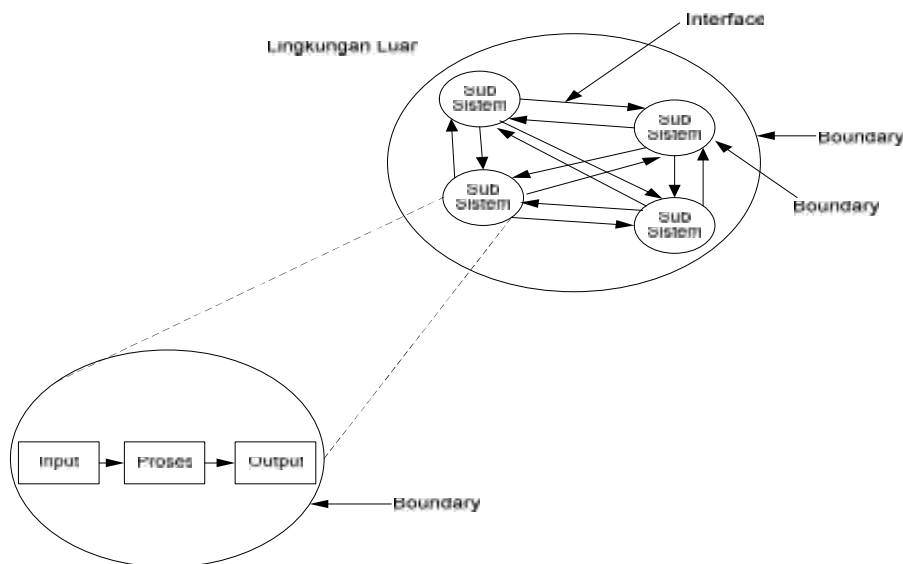 Interface
Lingkungan Luar
Sub
Sistem
Sub
Sistem
Boundary
Sub
Sistem
Boundary
Sub
Sistem
Input
Proses
Output
Boundary